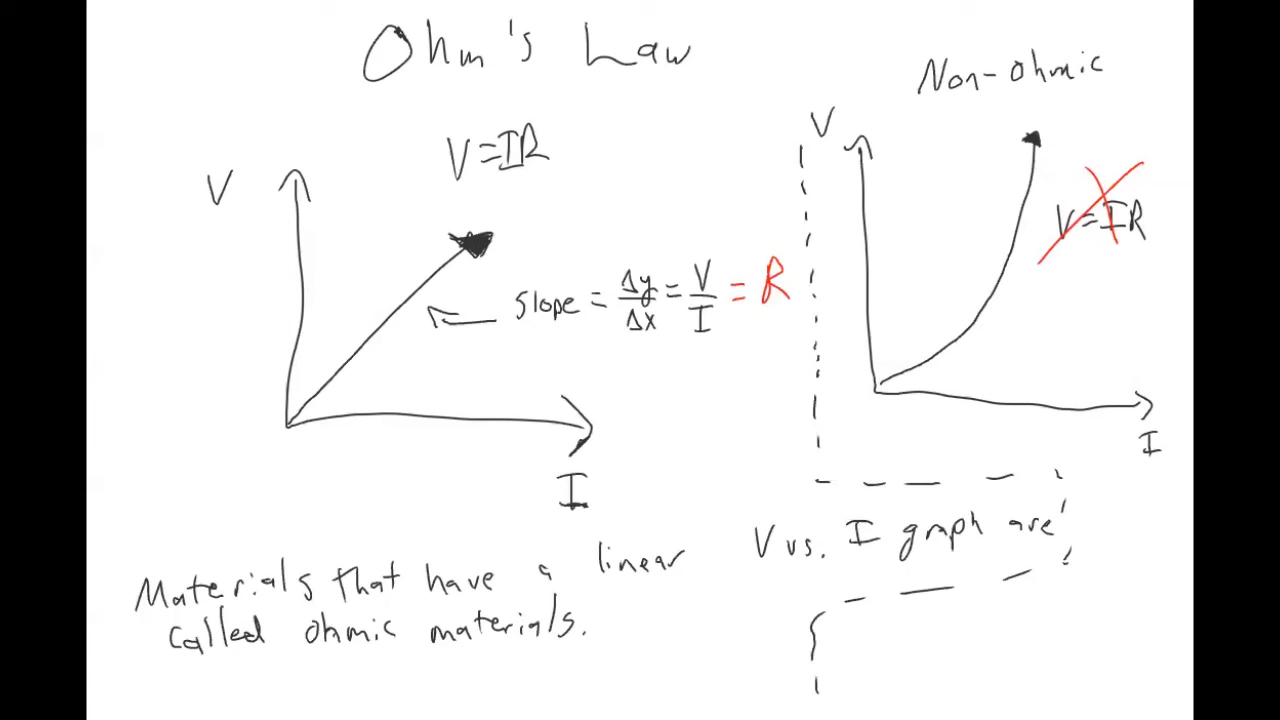 Ohm's Law
V=IR
V
Slope = Δy/Δx = V/I = R
I
Non-ohmic
V
V=IR
I
Materials that have a linear V vs. I graph are
called ohmic materials.